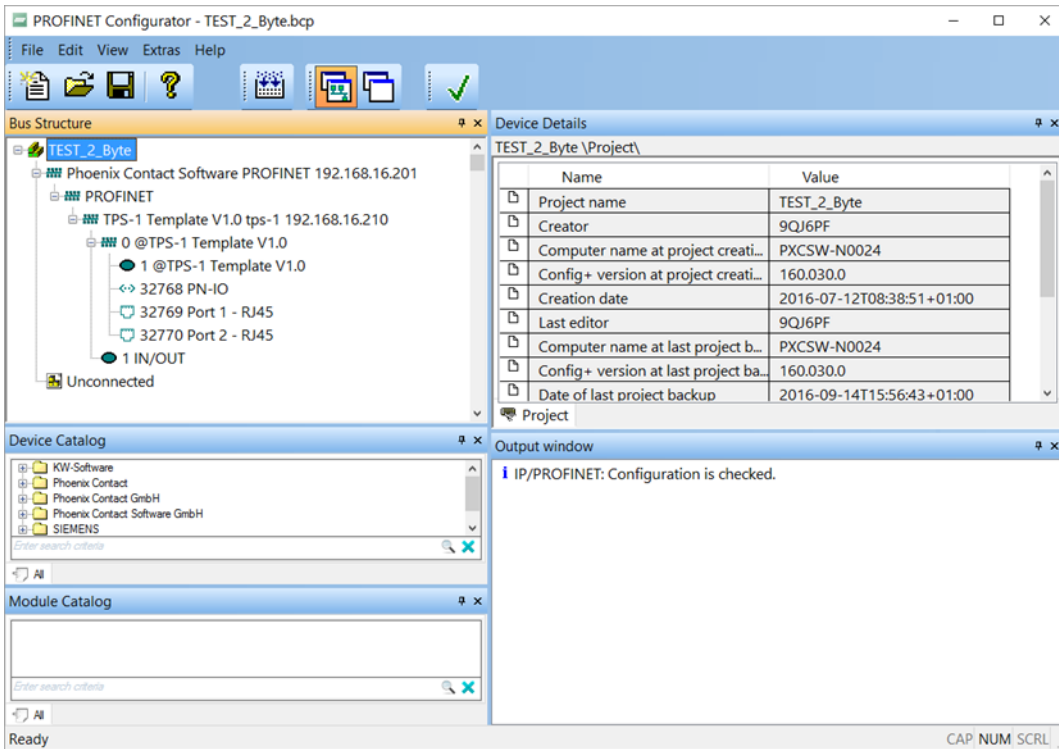 PROFINET Configurator - TEST_2_Byte.bcp
File Edit View Extras Help
Bus Structure
TEST_2_Byte
Phoenix Contact Software PROFINET 192.168.16.201
PROFINET
TPS-1 Template V1.0 tps-1 192.168.16.210
0 @TPS-1 Template V1.0
1 @TPS-1 Template V1.0
32768 PN-IO
32769 Port 1 - RJ45
32770 Port 2 - RJ45
1 IN/OUT
Unconnected
Device Catalog
KW-Software
Phoenix Contact
Phoenix Contact GmbH
Phoenix Contact Software GmbH
SIEMENS
Enter search criteria
All
Module Catalog
Enter search criteria
All
Device Details
TEST_2_Byte \Project\
Name Value
Project name TEST_2_Byte
Creator 9QJ6PF
Computer name at project creati... PXCSW-N0024
Config+ version at project creati... 160.030.0
Creation date 2016-07-12T08:38:51+01:00
Last editor 9QJ6PF
Computer name at last project b... PXCSW-N0024
Config+ version at last project ba... 160.030.0
Date of last project backup 2016-09-14T15:56:43+01:00
Project
Output window
i IP/PROFINET: Configuration is checked.
Ready
CAP NUM SCRL